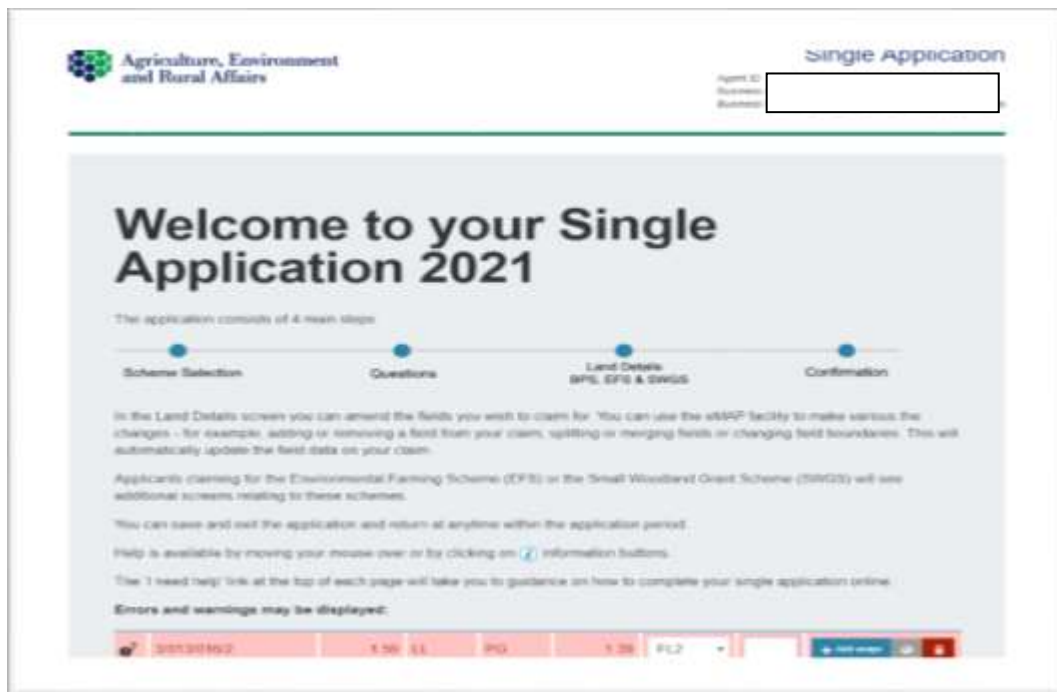 Agriculture, Environment
and Rural Affairs
Single Application
Agent ID
Business
Business
Welcome to your Single
Application 2021
The application consists of 4 main steps
Scheme Selection
Questions
Land Details
BPS, EFS & SWGS
Confirmation
In the Land Details screen you can amend the fields you wish to claim for. You can use the eMAP facility to make various the
changes - for example, adding or removing a field from your claim, splitting or merging fields or changing field boundaries. This will
automatically update the field data on your claim.
Applicants claiming for the Environmental Farming Scheme (EFS) or the Small Woodland Grant Scheme (SWGS) will see
additional screens relating to these schemes.
You can save and exit the application and return at anytime within the application period.
Help is available by moving your mouse over or by clicking on i information buttons.
The 'I need help' link at the top of each page will take you to guidance on how to complete your single application online.
Errors and warnings may be displayed:
LL PG FL2